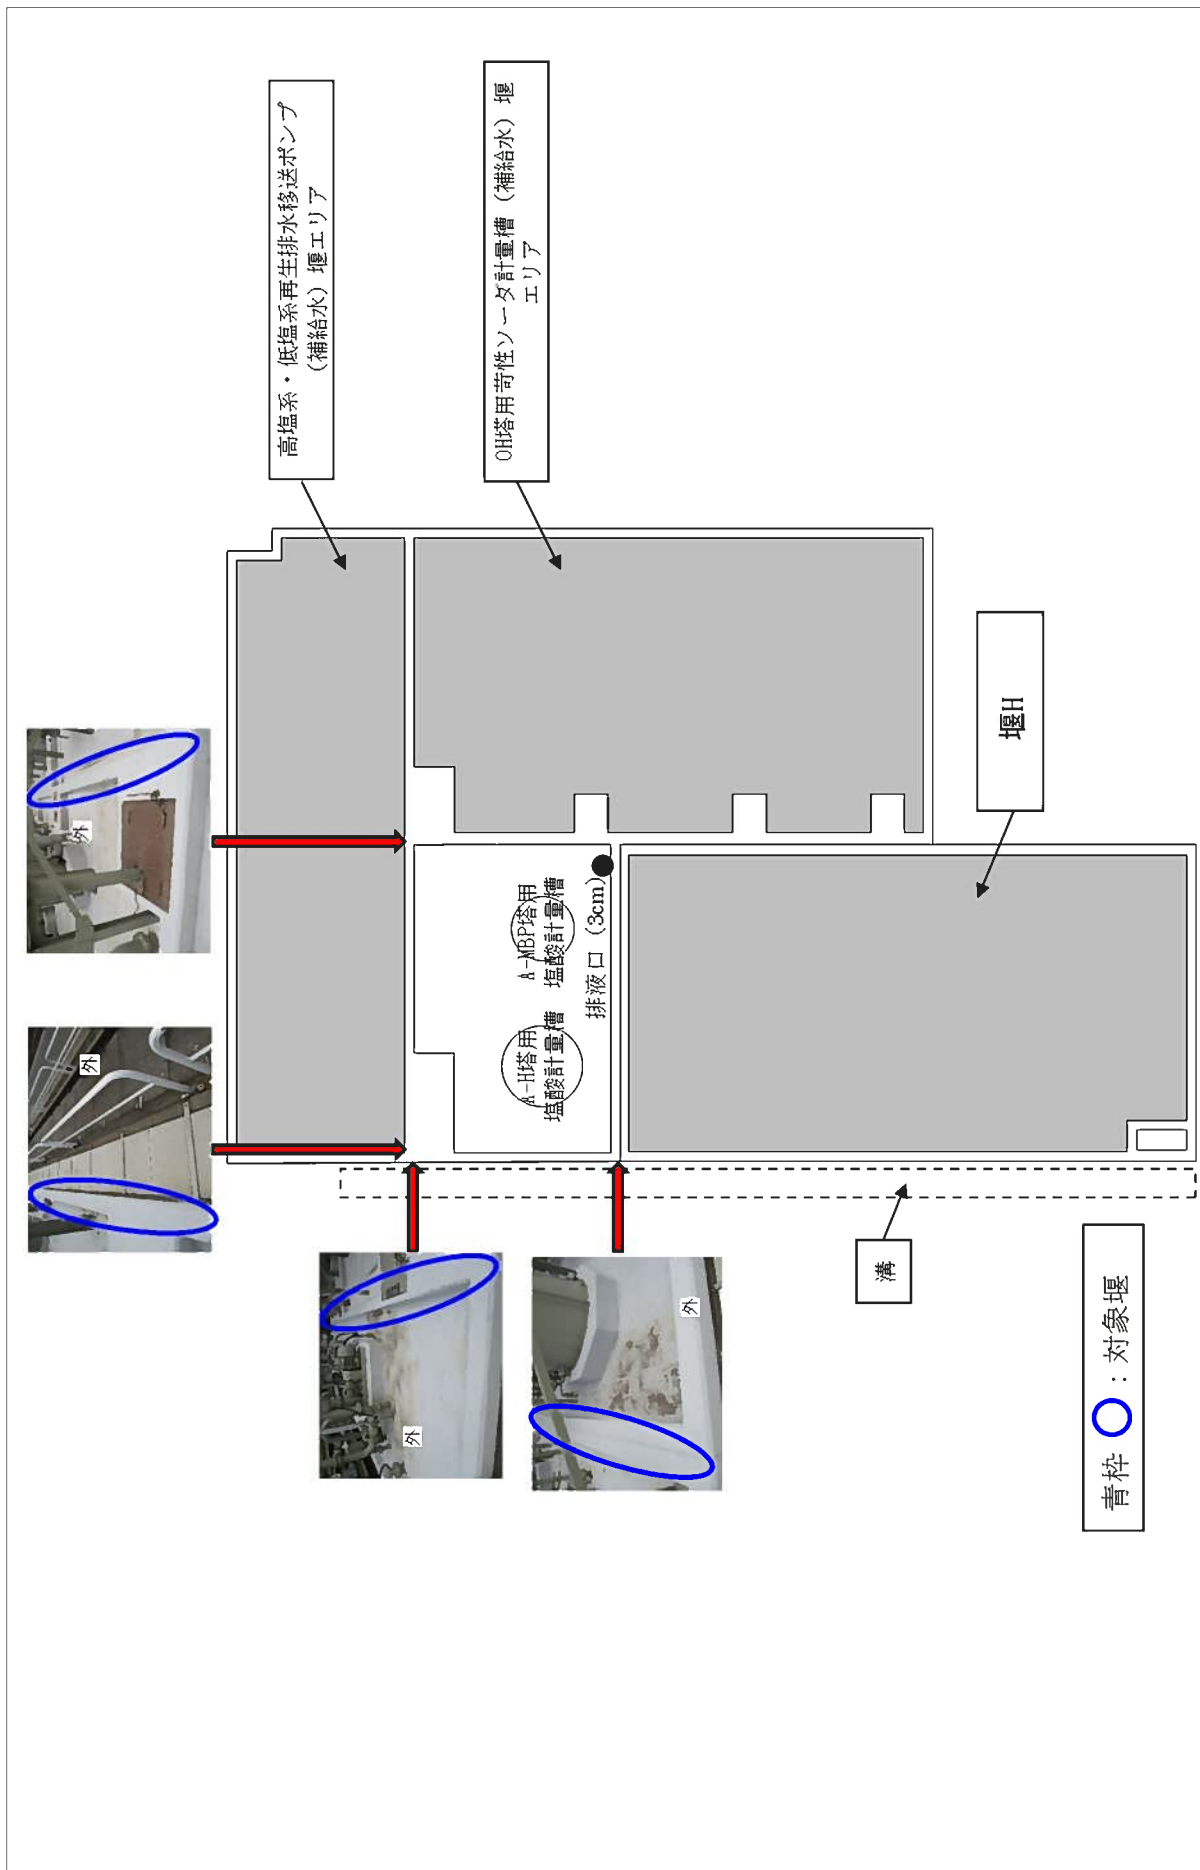 高塩系・低塩系再生排水移送ポンプ
（補給水）堰エリア
OH塔用苛性ソーダ計量槽（補給水）堰
エリア
堰H
A-MBP塔用
塩酸計量槽
A-H塔用
塩酸計量槽
排液口（3cm）
外
外
外
外
溝
青枠 ：対象堰